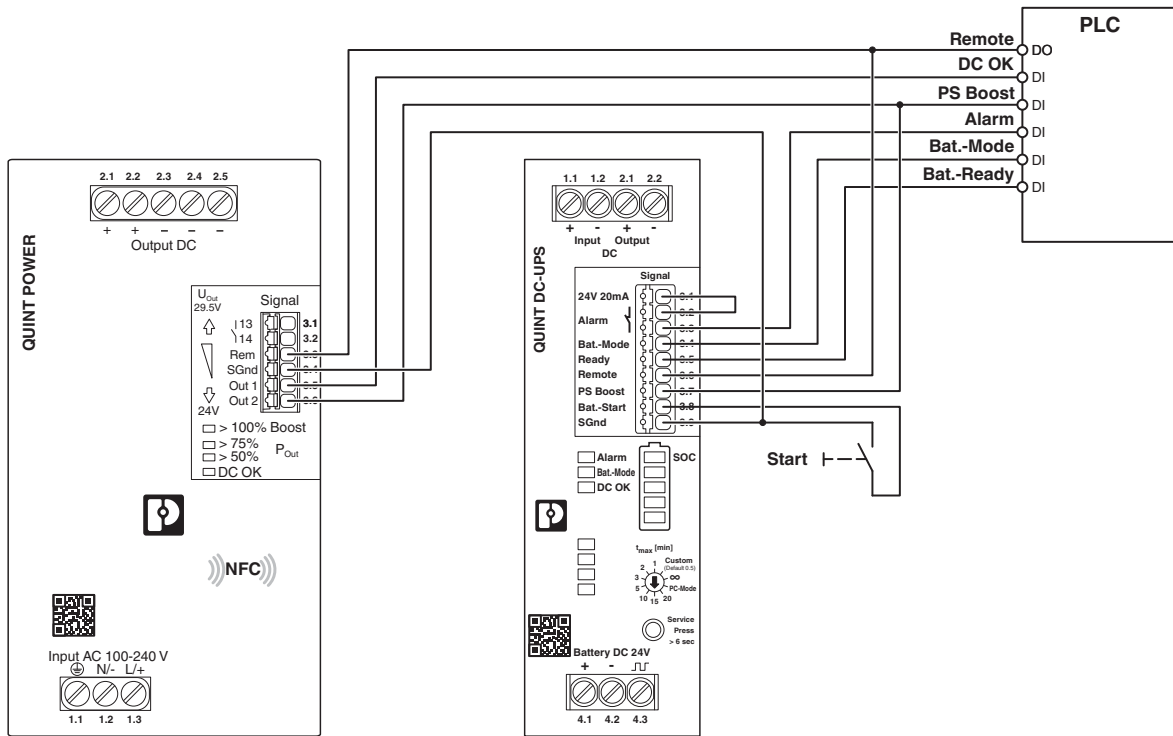 PLC
Remote DO
DC OK DI
PS Boost DI
Alarm DI
Bat.-Mode DI
Bat.-Ready DI
QUINT POWER
2.1 2.2 2.3 2.4 2.5
+ + – – –
Output DC
UOut
29.5V
24V
Signal
13 3.1
14 3.2
Rem
SGnd
Out 1
Out 2
> 100% Boost
> 75%
> 50%
POut
DC OK
NFC
Input AC 100-240 V
N/- L/+
1.1 1.2 1.3
QUINT DC-UPS
1.1 1.2 2.1 2.2
+ - + -
Input Output
DC
Signal
24V 20mA
Alarm
Bat.-Mode
Ready
Remote
PS Boost
Bat.-Start 3.8
SGnd
Alarm
Bat.-Mode
DC OK
SOC
Start
tmax [min]
1 Custom
(Default 0.5)
2
3 ∞
5 PC-Mode
10 15 20
Service
Press
> 6 sec
Battery DC 24V
+ -
4.1 4.2 4.3